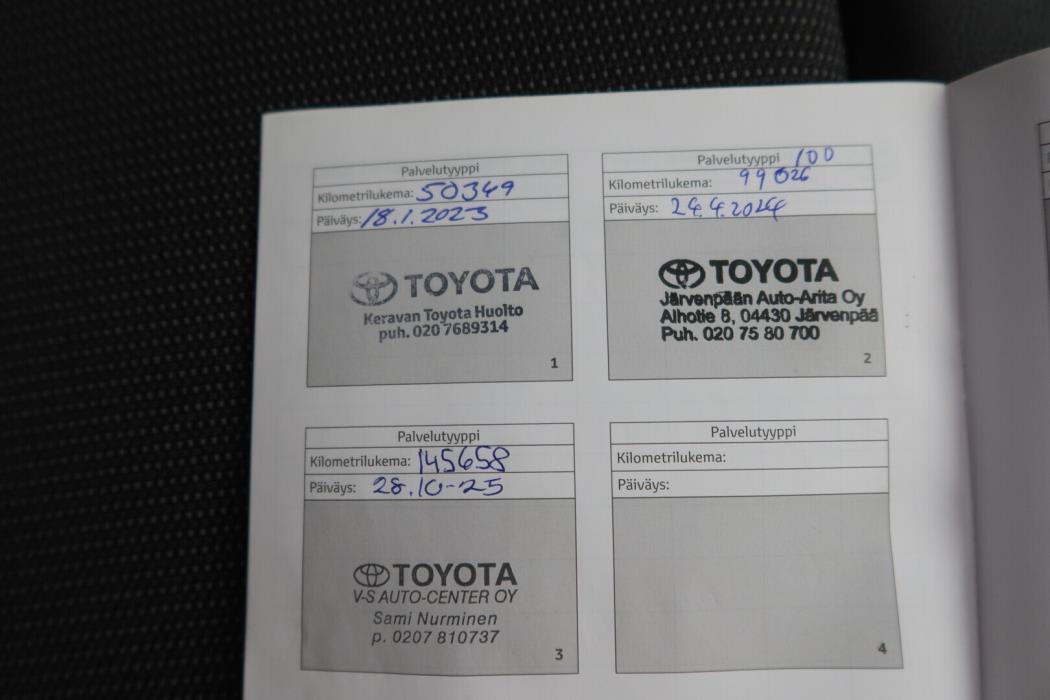 Palvelutyyppi
Kilometrilukema: 50349
Päiväys: 18.1.2023
TOYOTA
Keravan Toyota Huolto
puh. 020 7689314
1
Palvelutyyppi 100
Kilometrilukema: 99026
Päiväys: 24.4.2024
TOYOTA
Järvenpään Auto-Arita Oy
Alhotie 8, 04430 Järvenpää
Puh. 020 75 80 700
2
Palvelutyyppi
Kilometrilukema: 145658
Päiväys: 28.10-25
TOYOTA
V-S AUTO-CENTER OY
Sami Nurminen
p. 0207 810737
3
Palvelutyyppi
Kilometrilukema:
Päiväys:
4